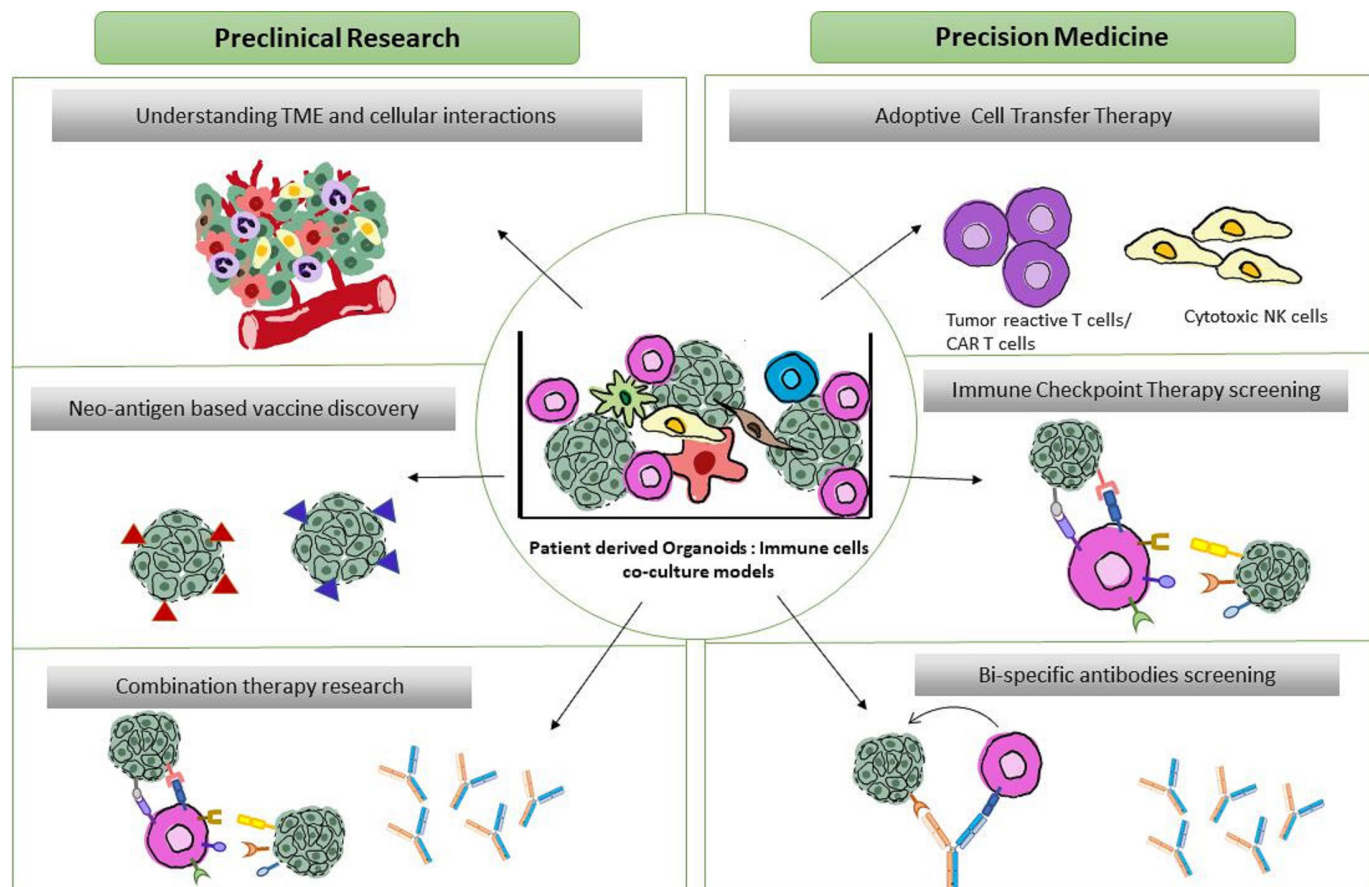 Preclinical Research
Precision Medicine
Understanding TME and cellular interactions
Adoptive Cell Transfer Therapy
Tumor reactive T cells/
CAR T cells
Cytotoxic NK cells
Neo-antigen based vaccine discovery
Immune Checkpoint Therapy screening
Patient derived Organoids : Immune cells
co-culture models
Combination therapy research
Bi-specific antibodies screening